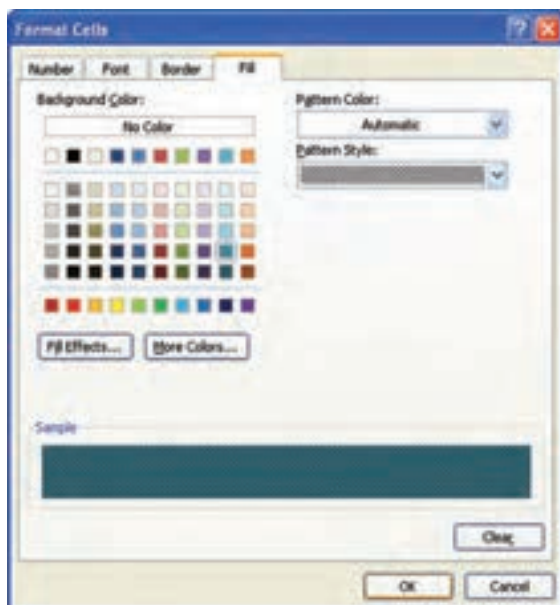 Format Cells
Number Font Border Fill
Background Color:
No Color
Pattern Color:
Automatic
Pattern Style:
Fill Effects... More Colors...
Sample
Clear
OK Cancel